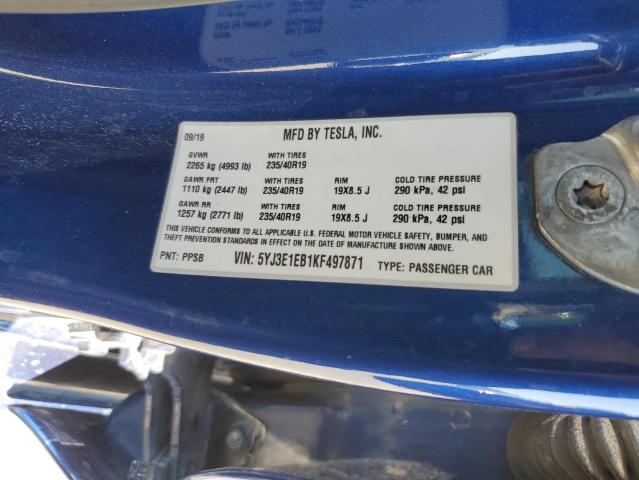 09/19 MFD BY TESLA, INC.
GVWR WITH TIRES
2265 kg (4993 lb) 235/40R19
GAWR FRT WITH TIRES RIM COLD TIRE PRESSURE
1110 kg (2447 lb) 235/40R19 19X8.5 J 290 kPa, 42 psi
GAWR RR WITH TIRES RIM COLD TIRE PRESSURE
1257 kg (2771 lb) 235/40R19 19X8.5 J 290 kPa, 42 psi
THIS VEHICLE CONFORMS TO ALL APPLICABLE U.S. FEDERAL MOTOR VEHICLE SAFETY, BUMPER, AND
THEFT PREVENTION STANDARDS IN EFFECT ON THE DATE OF MANUFACTURE SHOWN ABOVE.
PNT: PPSB VIN: 5YJ3E1EB1KF497871 TYPE: PASSENGER CAR